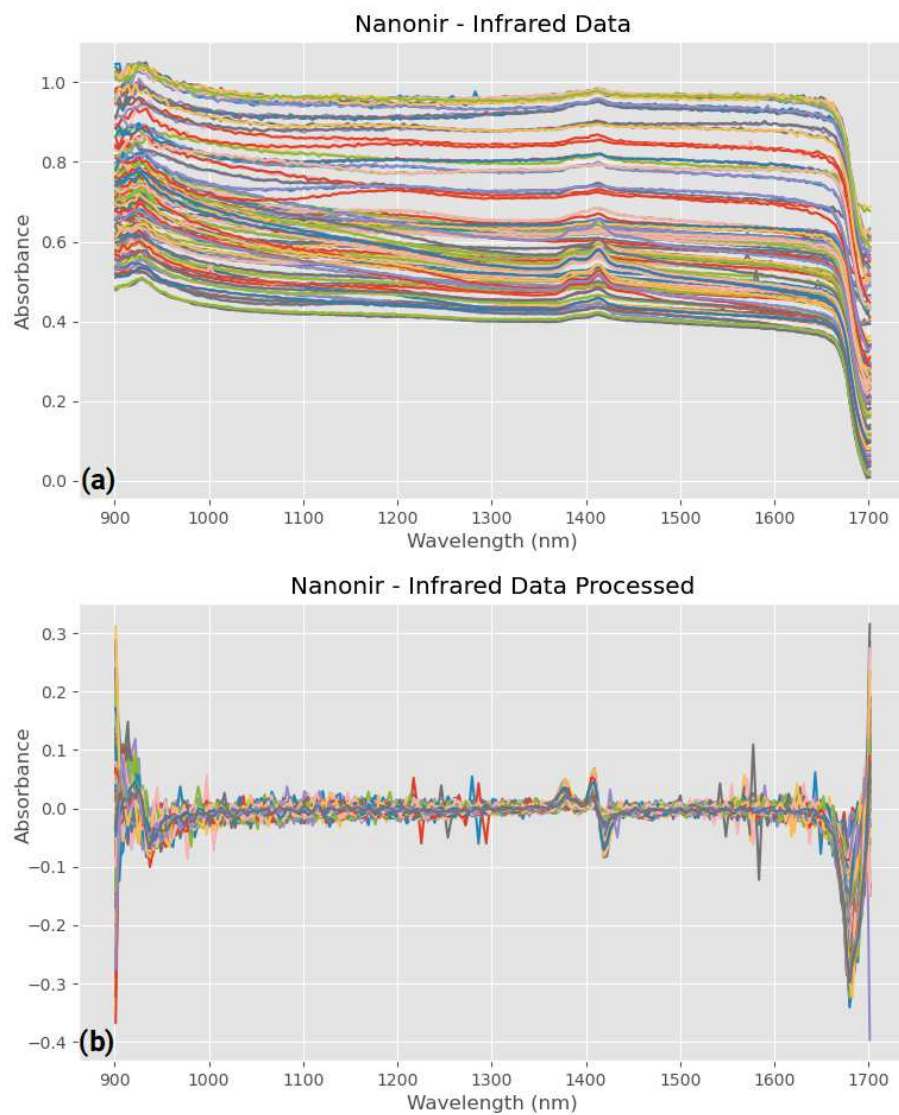 Nanonir - Infrared Data
1.0
0.8
0.6
0.4
0.2
0.0
Absorbance
(a)
900 1000 1100 1200 1300 1400 1500 1600 1700
Wavelength (nm)
Nanonir - Infrared Data Processed
0.3
0.2
0.1
0.0
−0.1
−0.2
−0.3
−0.4
Absorbance
(b)
900 1000 1100 1200 1300 1400 1500 1600 1700
Wavelength (nm)